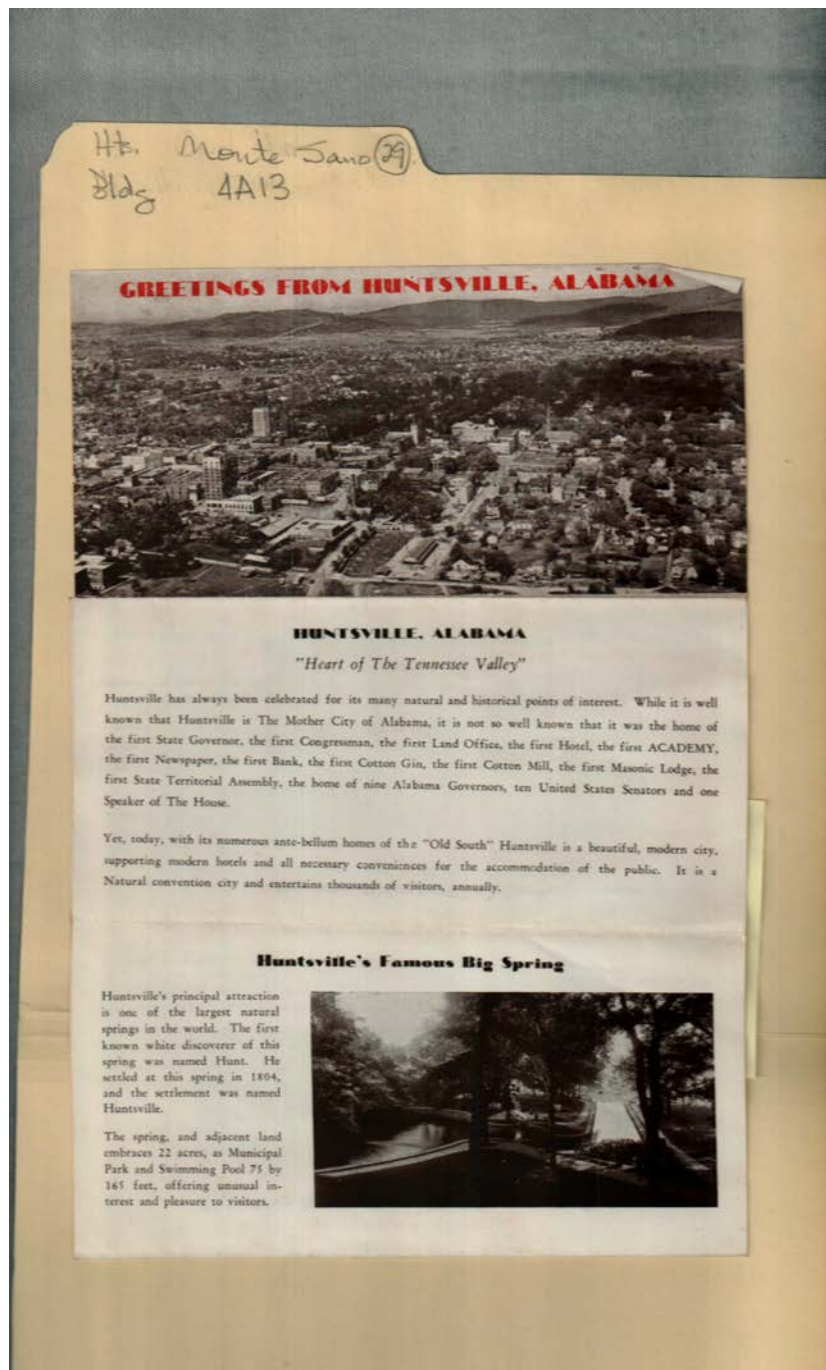 Hts. Monte Sano 29
Bldg 4A13
GREETINGS FROM HUNTSVILLE, ALABAMA
HUNTSVILLE, ALABAMA
"Heart of The Tennessee Valley"
Huntsville has always been celebrated for its many natural and historical points of interest. While it is well
known that Huntsville is The Mother City of Alabama, it is not so well known that it was the home of
the first State Governor, the first Congressman, the first Land Office, the first Hotel, the first ACADEMY,
the first Newspaper, the first Bank, the first Cotton Gin, the first Cotton Mill, the first Masonic Lodge, the
first State Territorial Assembly, the home of nine Alabama Governors, ten United States Senators and one
Speaker of The House.
Yet, today, with its numerous ante-bellum homes of the "Old South" Huntsville is a beautiful, modern city,
supporting modern hotels and all necessary conveniences for the accommodation of the public. It is a
Natural convention city and entertains thousands of visitors, annually.
Huntsville's Famous Big Spring
Huntsville's principal attraction
is one of the largest natural
springs in the world. The first
known white discoverer of this
spring was named Hunt. He
settled at this spring in 1804,
and the settlement was named
Huntsville.
The spring, and adjacent land
embraces 22 acres, as Municipal
Park and Swimming Pool 75 by
165 feet, offering unusual in-
terest and pleasure to visitors.